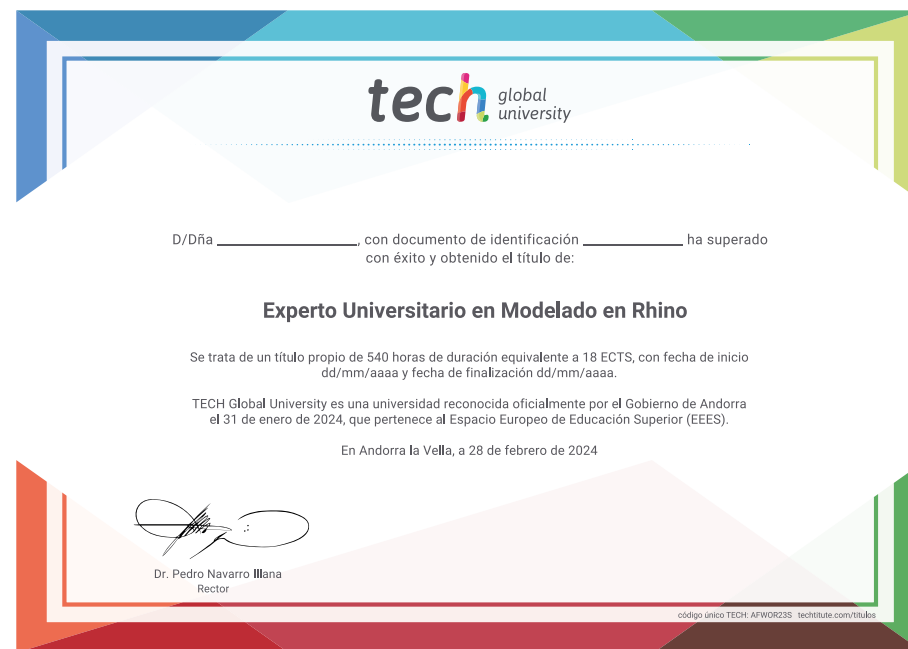 tech global
university
D/Dña ______________, con documento de identificación __________ ha superado
con éxito y obtenido el título de:
Experto Universitario en Modelado en Rhino
Se trata de un título propio de 540 horas de duración equivalente a 18 ECTS, con fecha de inicio
dd/mm/aaaa y fecha de finalización dd/mm/aaaa.
TECH Global University es una universidad reconocida oficialmente por el Gobierno de Andorra
el 31 de enero de 2024, que pertenece al Espacio Europeo de Educación Superior (EEES).
En Andorra la Vella, a 28 de febrero de 2024
Dr. Pedro Navarro Illana
Rector
código único TECH: AFWOR23S techtitute.com/titulos